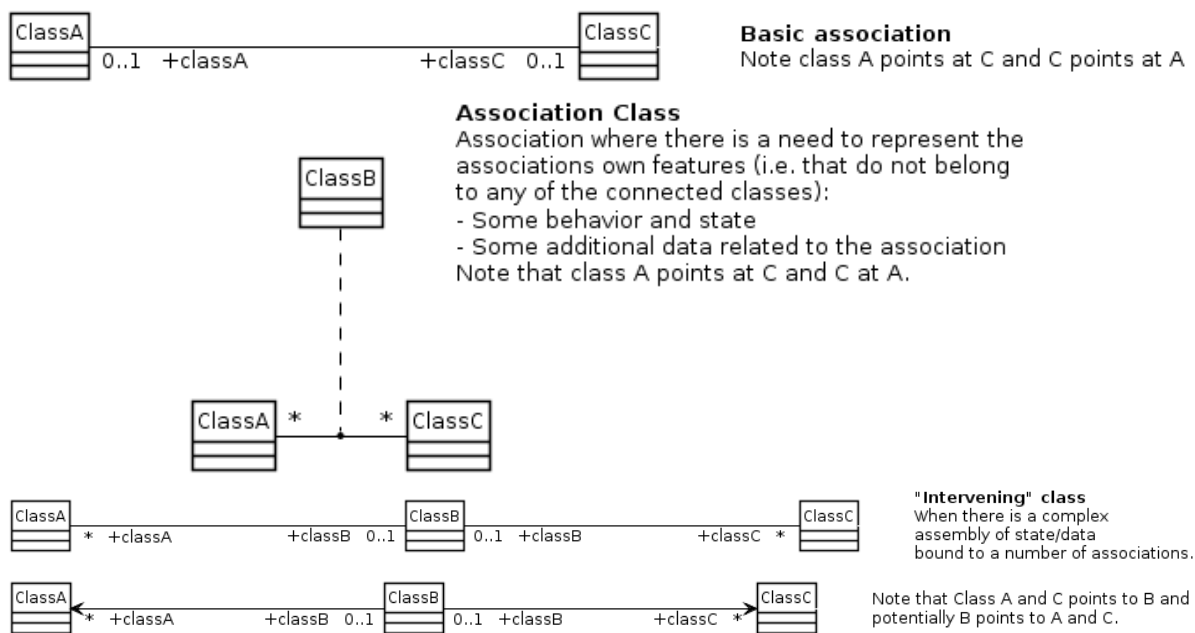 ClassA
ClassC
0..1 +classA
+classC 0..1
Basic association
Note class A points at C and C points at A
Association Class
Association where there is a need to represent the
associations own features (i.e. that do not belong
to any of the connected classes):
- Some behavior and state
- Some additional data related to the association
Note that class A points at C and C at A.
ClassB
ClassA
*
*
ClassC
ClassA
* +classA
+classB 0..1
ClassB
0..1 +classB
+classC *
ClassC
"Intervening" class
When there is a complex
assembly of state/data
bound to a number of associations.
ClassA
* +classA
+classB 0..1
ClassB
0..1 +classB
+classC *
ClassC
Note that Class A and C points to B and
potentially B points to A and C.